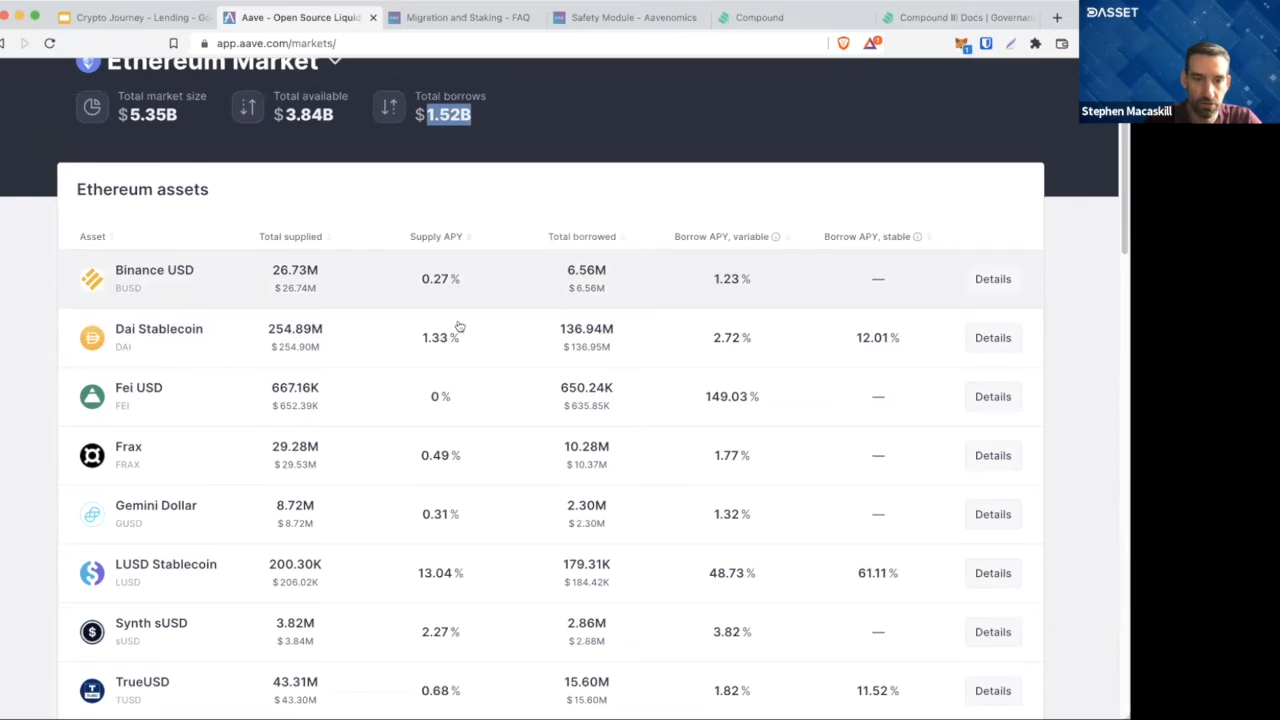 Crypto Journey - Lending - Go
Aave - Open Source Liquid
Migration and Staking - FAQ
Safety Module - Aavenomics
Compound
Compound III Docs | Governan
app.aave.com/markets/
1
1
DASSET
Stephen Macaskill
Ethereum Market
Total market size
$ 5.35B
Total available
$ 3.84B
Total borrows
$ 1.52B
Ethereum assets
Asset Total supplied Supply APY Total borrowed Borrow APY, variable Borrow APY, stable
Binance USD
BUSD
26.73M
$ 26.74M
0.27 %
6.56M
$ 6.56M
1.23 %
—
Details
Dai Stablecoin
DAI
254.89M
$ 254.90M
1.33 %
136.94M
$ 136.95M
2.72 %
12.01 %
Details
Fei USD
FEI
667.16K
$ 652.39K
0 %
650.24K
$ 635.85K
149.03 %
—
Details
Frax
FRAX
29.28M
$ 29.53M
0.49 %
10.28M
$ 10.37M
1.77 %
—
Details
Gemini Dollar
GUSD
8.72M
$ 8.72M
0.31 %
2.30M
$ 2.30M
1.32 %
—
Details
LUSD Stablecoin
LUSD
200.30K
$ 206.02K
13.04 %
179.31K
$ 184.42K
48.73 %
61.11 %
Details
Synth sUSD
sUSD
3.82M
$ 3.84M
2.27 %
2.86M
$ 2.88M
3.82 %
—
Details
TrueUSD
TUSD
43.31M
$ 43.30M
0.68 %
15.60M
$ 15.60M
1.82 %
11.52 %
Details